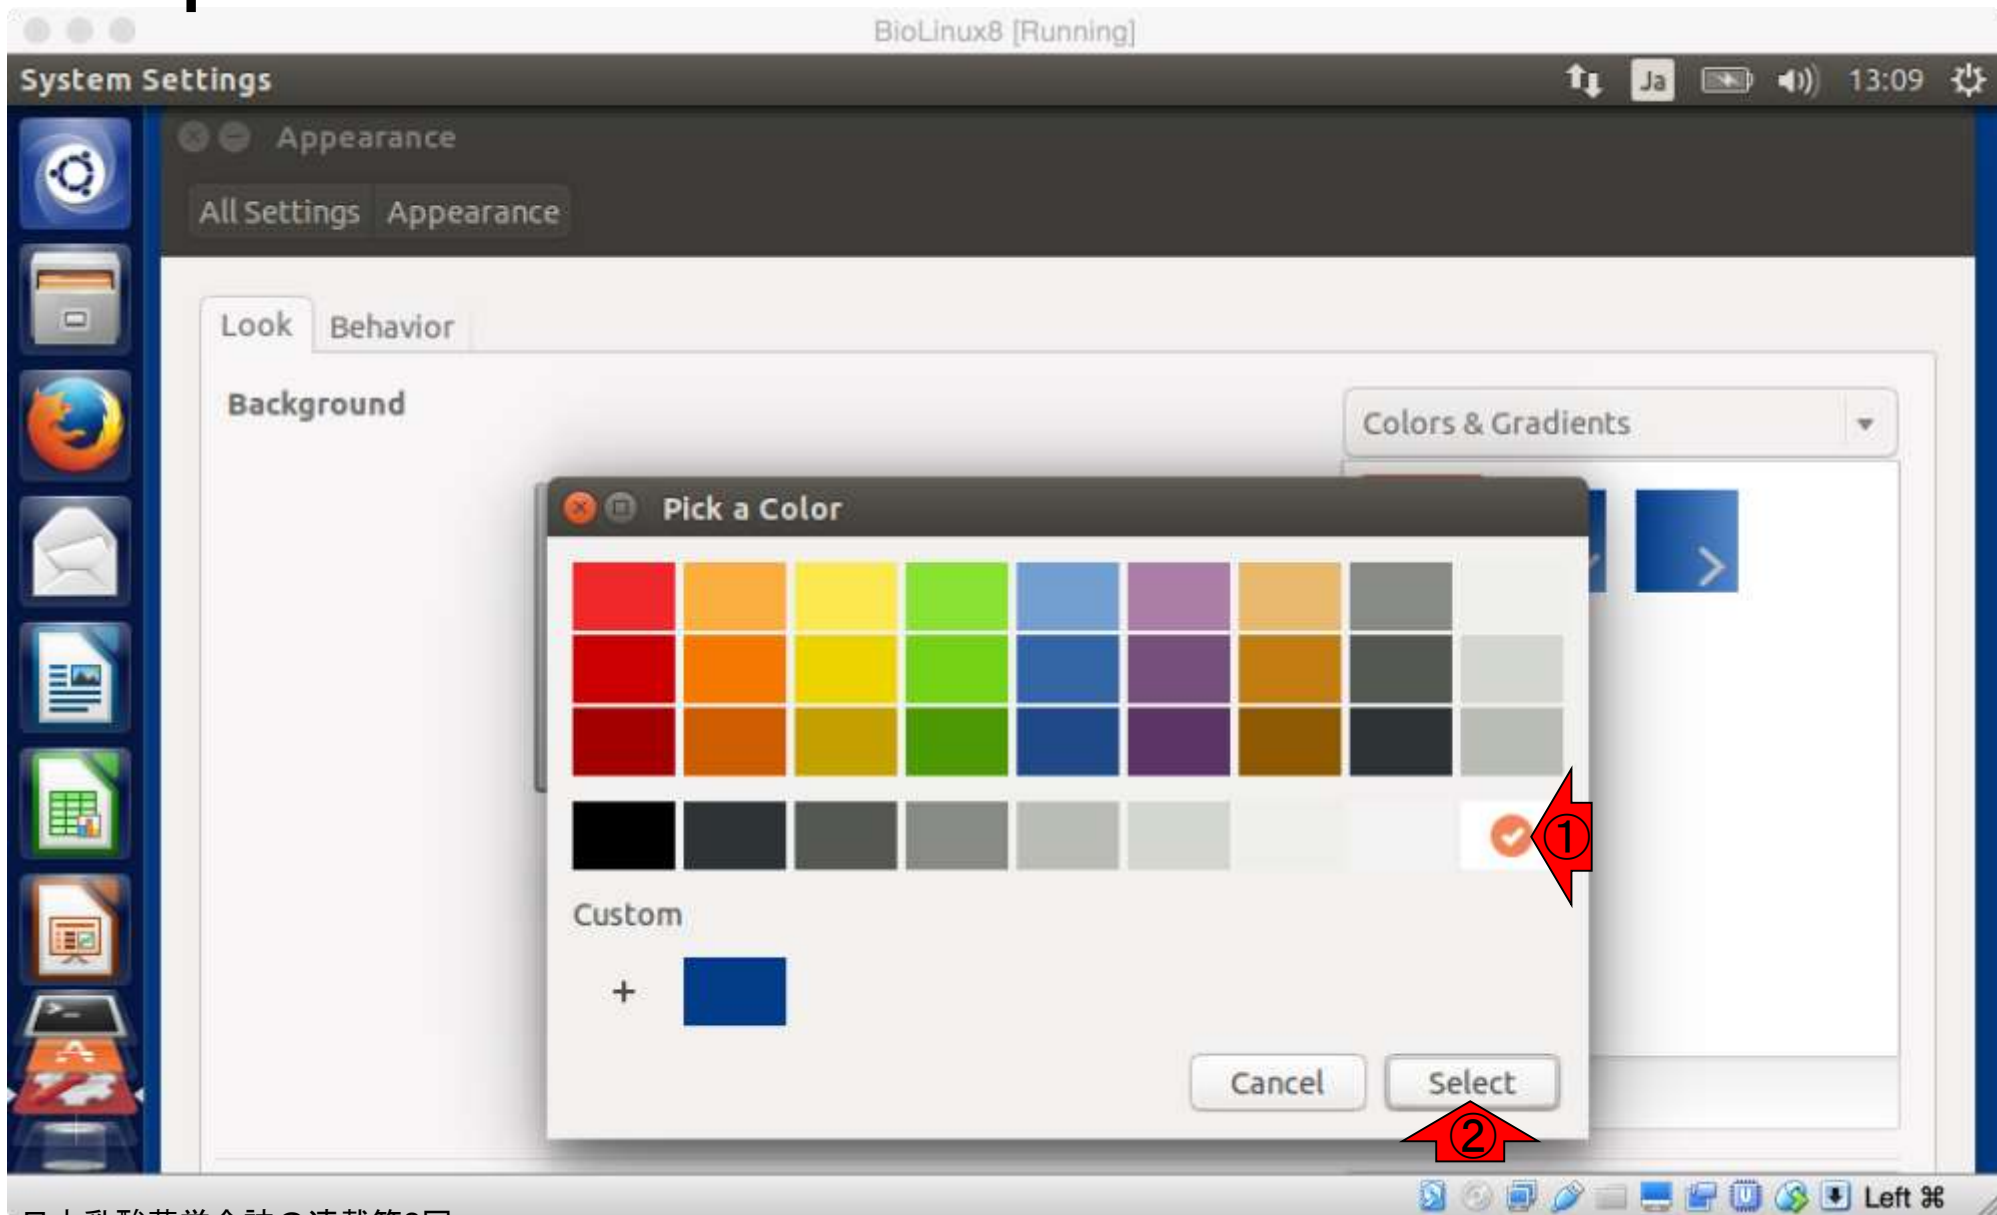 BioLinux8 [Running]
System Settings
Ja
13:09
Appearance
All Settings Appearance
Look Behavior
Background
Colors & Gradients
Pick a Color
①
Custom
+
Cancel Select
②
Left ⌘